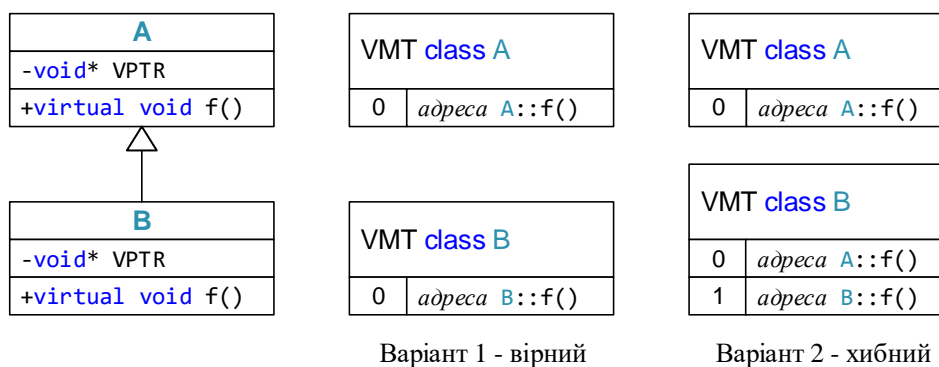 A
-void* VPTR
+virtual void f()
B
-void* VPTR
+virtual void f()
VMT class A
0 адреса A::f()
VMT class B
0 адреса B::f()
Варіант 1 - вірний
VMT class A
0 адреса A::f()
VMT class B
0 адреса A::f()
1 адреса B::f()
Варіант 2 - хибний